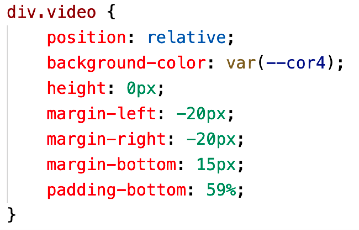 div.video {
    position: relative;
    background-color: var(--cor4);
    height: 0px;
    margin-left: -20px;
    margin-right: -20px;
    margin-bottom: 15px;
    padding-bottom: 59%;
}